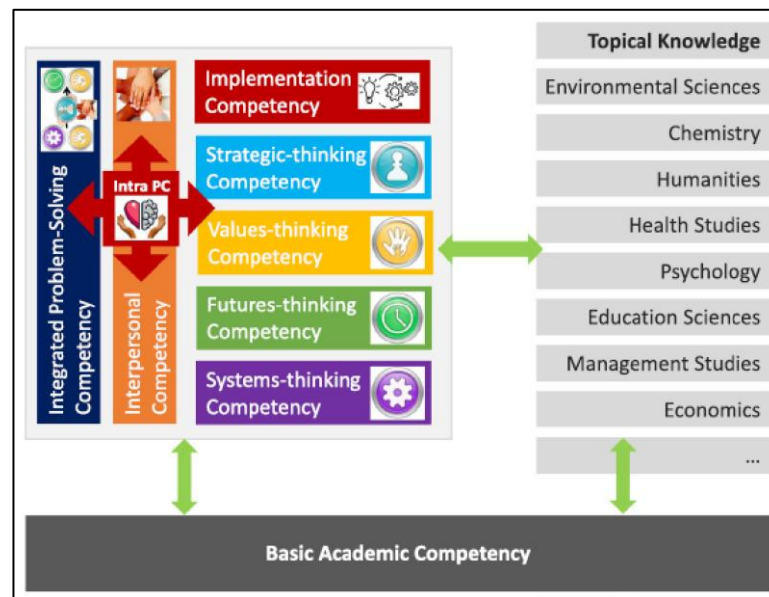 Integrated Problem-Solving
Competency
Interpersonal
Competency
Intra PC
Implementation
Competency
Strategic-thinking
Competency
Values-thinking
Competency
Futures-thinking
Competency
Systems-thinking
Competency
Topical Knowledge
Environmental Sciences
Chemistry
Humanities
Health Studies
Psychology
Education Sciences
Management Studies
Economics
...
Basic Academic Competency